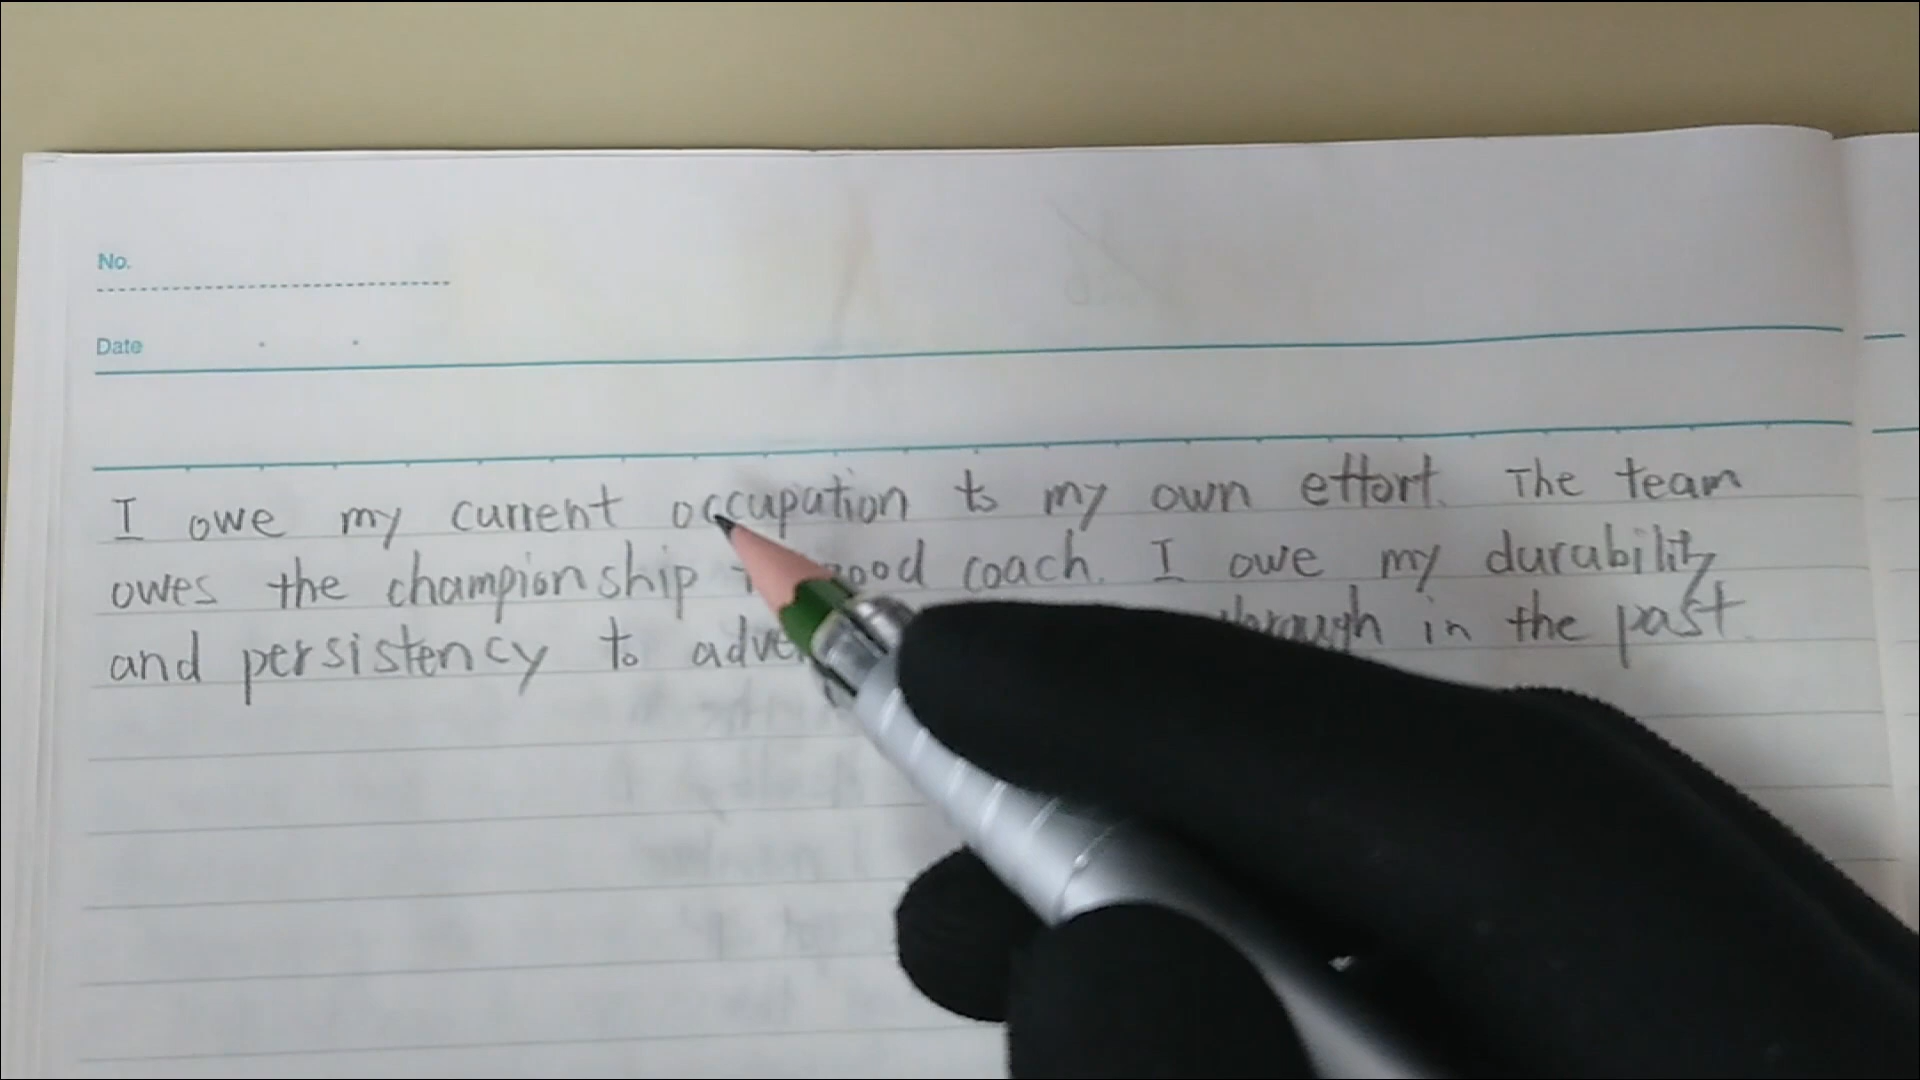 No.
Date
I owe my current occupation to my own effort. The team
owes the championship good coach. I owe my durability
and persistency to through in the past.